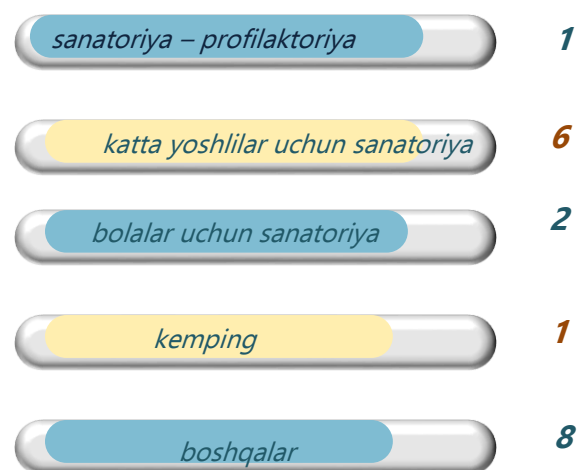 sanatoriya – profilaktoriya 1
katta yoshlilar uchun sanatoriya 6
bolalar uchun sanatoriya 2
kemping 1
boshqalar 8